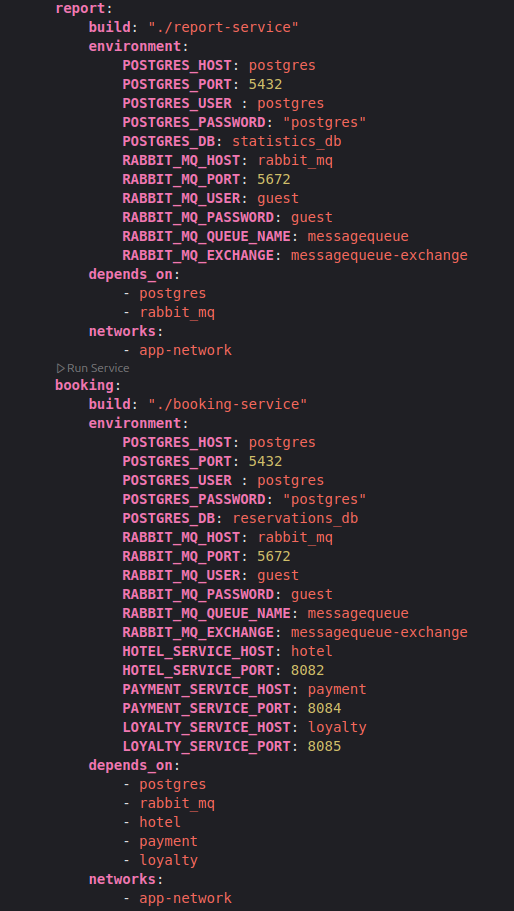 report:
    build: "./report-service"
    environment:
        POSTGRES_HOST: postgres
        POSTGRES_PORT: 5432
        POSTGRES_USER : postgres
        POSTGRES_PASSWORD: "postgres"
        POSTGRES_DB: statistics_db
        RABBIT_MQ_HOST: rabbit_mq
        RABBIT_MQ_PORT: 5672
        RABBIT_MQ_USER: guest
        RABBIT_MQ_PASSWORD: guest
        RABBIT_MQ_QUEUE_NAME: messagequeue
        RABBIT_MQ_EXCHANGE: messagequeue-exchange
    depends_on:
        - postgres
        - rabbit_mq
    networks:
        - app-network
▷Run Service
booking:
    build: "./booking-service"
    environment:
        POSTGRES_HOST: postgres
        POSTGRES_PORT: 5432
        POSTGRES_USER : postgres
        POSTGRES_PASSWORD: "postgres"
        POSTGRES_DB: reservations_db
        RABBIT_MQ_HOST: rabbit_mq
        RABBIT_MQ_PORT: 5672
        RABBIT_MQ_USER: guest
        RABBIT_MQ_PASSWORD: guest
        RABBIT_MQ_QUEUE_NAME: messagequeue
        RABBIT_MQ_EXCHANGE: messagequeue-exchange
        HOTEL_SERVICE_HOST: hotel
        HOTEL_SERVICE_PORT: 8082
        PAYMENT_SERVICE_HOST: payment
        PAYMENT_SERVICE_PORT: 8084
        LOYALTY_SERVICE_HOST: loyalty
        LOYALTY_SERVICE_PORT: 8085
    depends_on:
        - postgres
        - rabbit_mq
        - hotel
        - payment
        - loyalty
    networks:
        - app-network